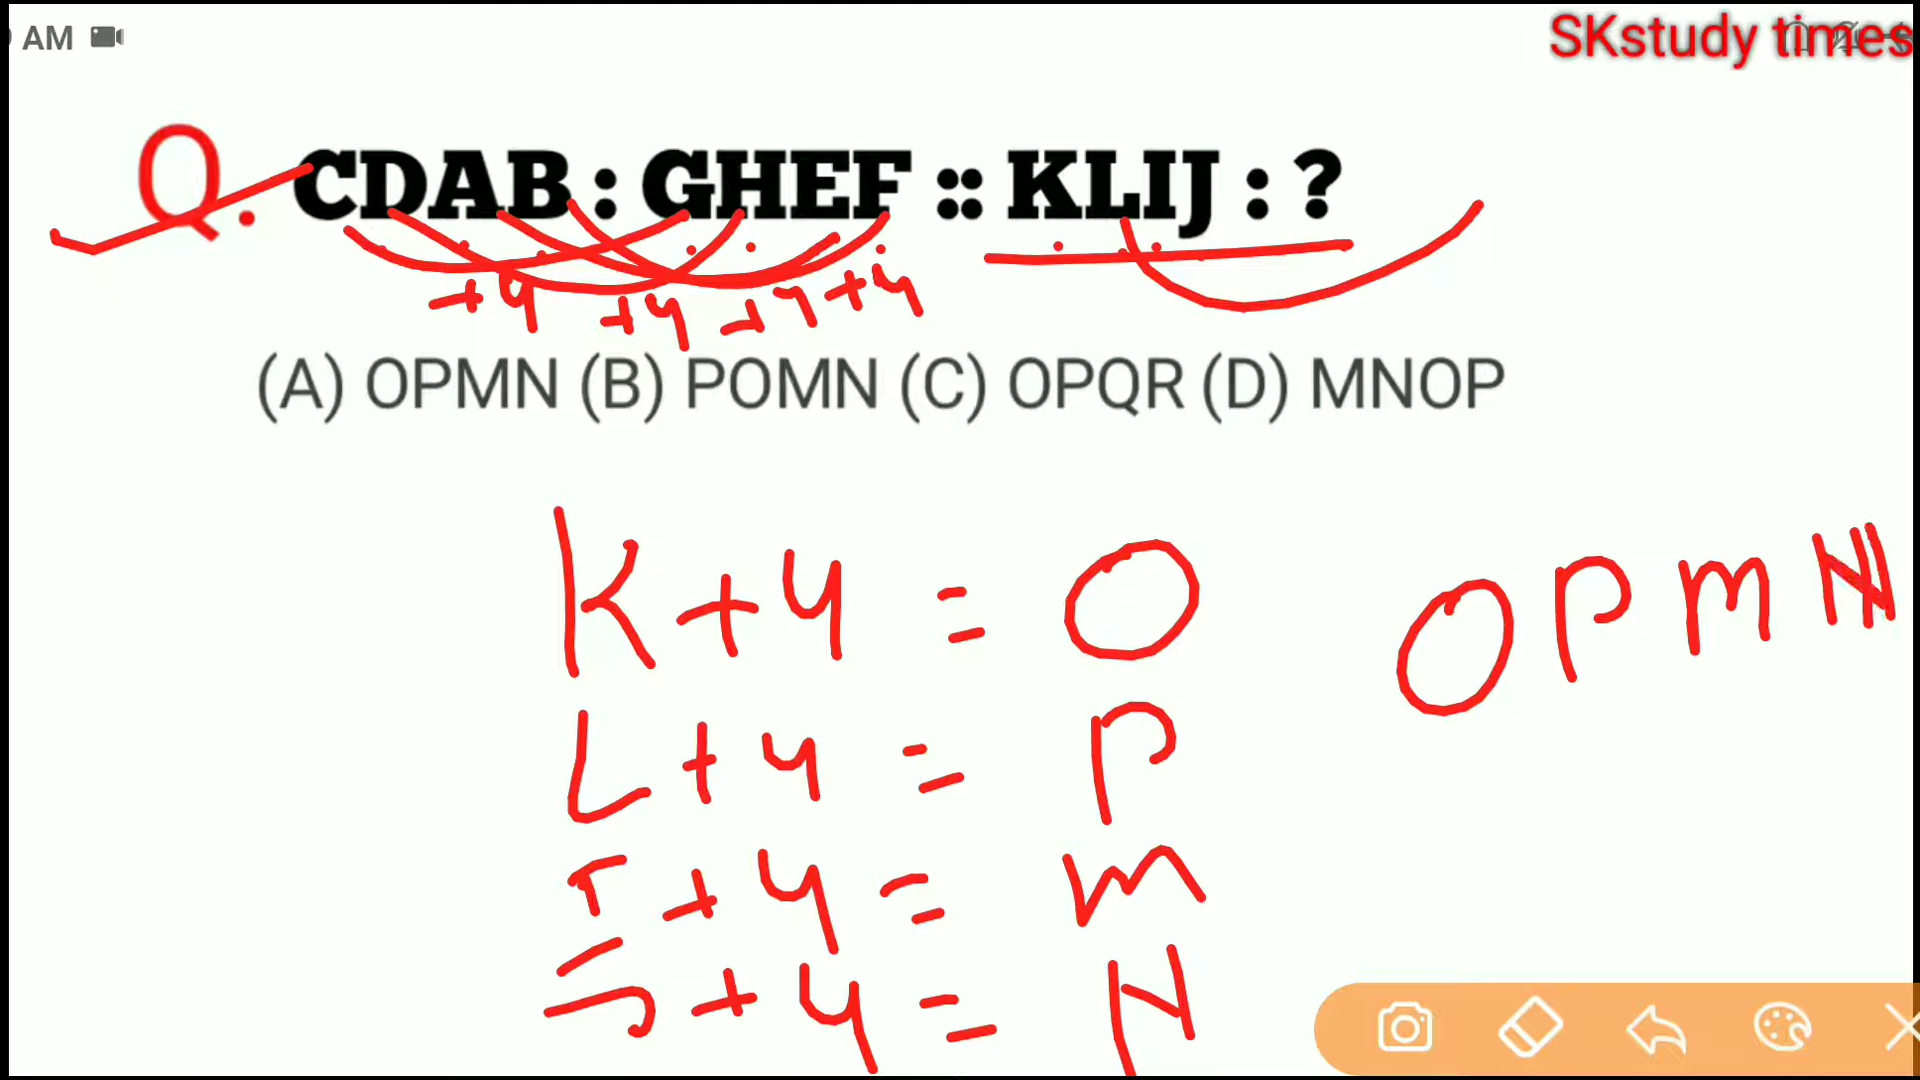 AM
SKstudy times
Q. CDAB : GHEF :: KLIJ : ?
+4 +4 +4 +4
(A) OPMN (B) POMN (C) OPQR (D) MNOP
K+4 = O
OPMN
L+4 = P
I+4 = M
J+4 = N